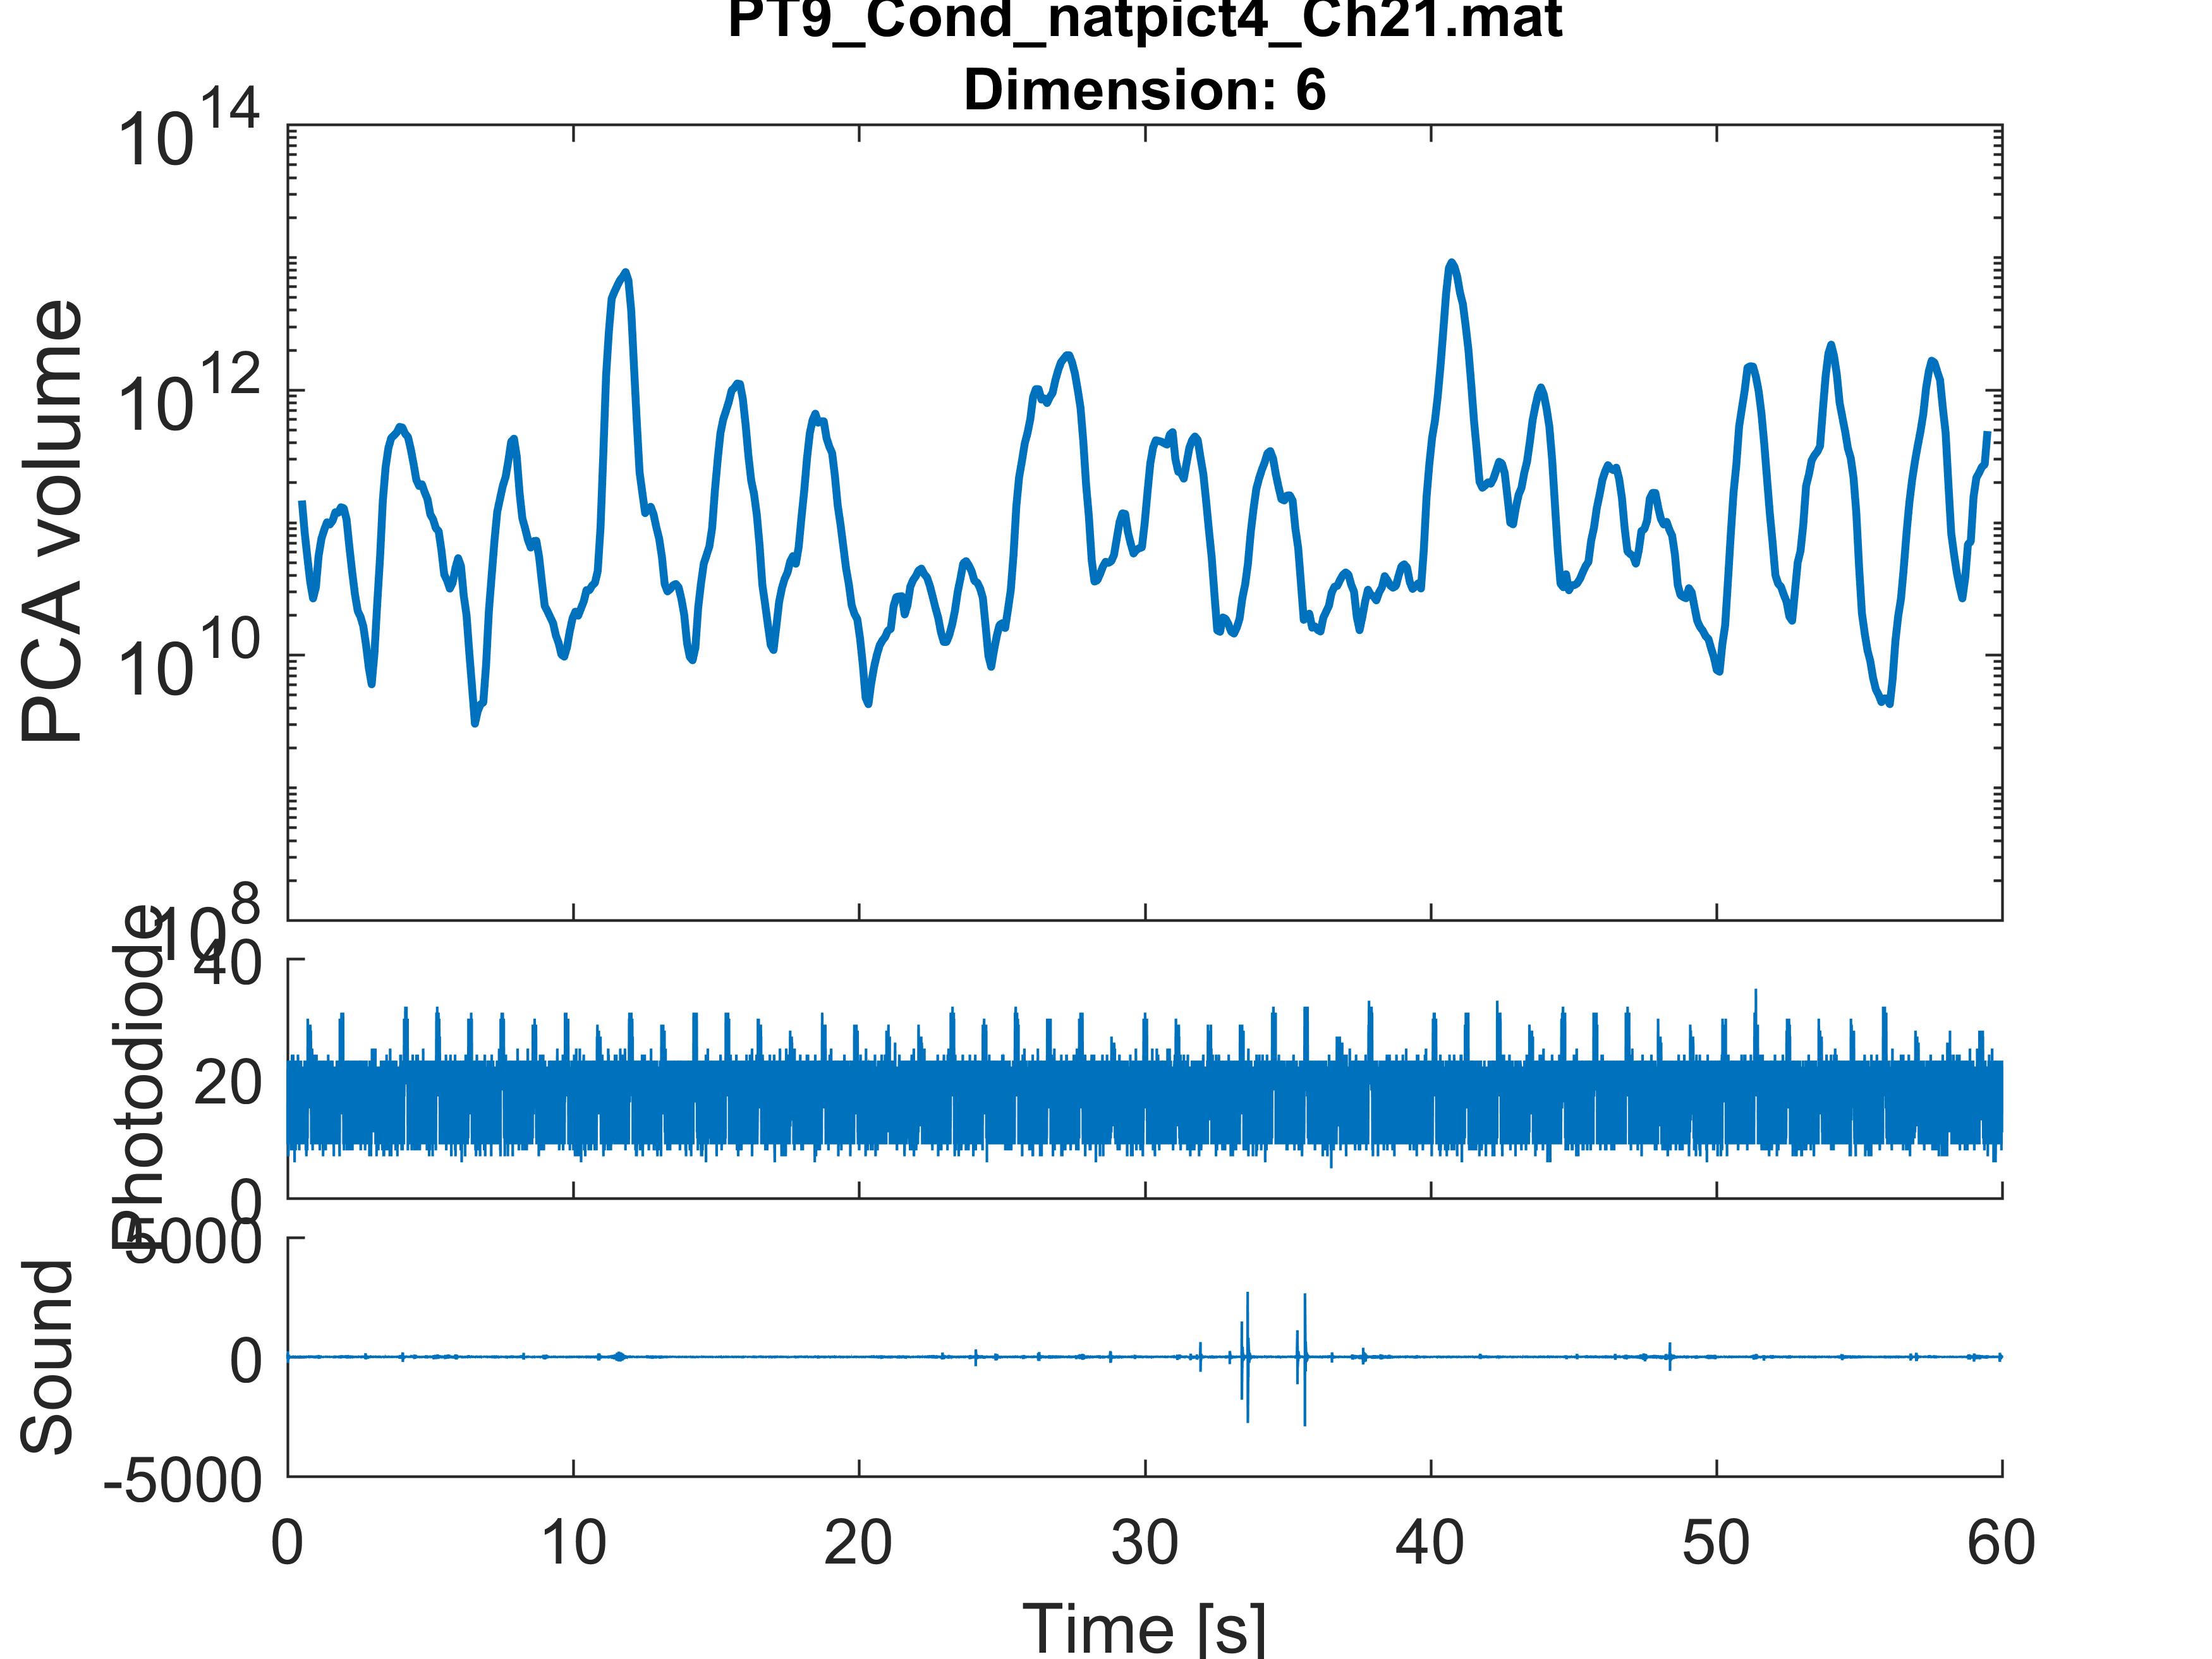 PT9_Cond_natpict4_Ch21.mat
Dimension: 6
PCA volume
10^14
10^12
10^10
10^8
Photodiode
40
20
0
Sound
5000
0
-5000
0 10 20 30 40 50 60
Time [s]